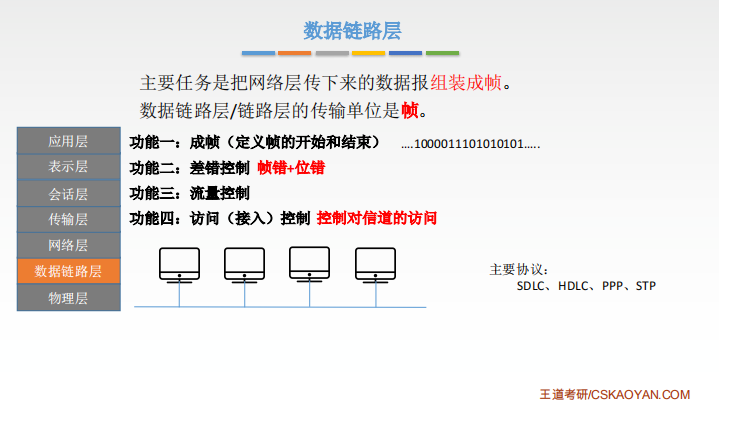 数据链路层
主要任务是把网络层传下来的数据报组装成帧。
数据链路层/链路层的传输单位是帧。
应用层
表示层
会话层
传输层
网络层
数据链路层
物理层
功能一：成帧（定义帧的开始和结束） ….1000011101010101…..
功能二：差错控制 帧错+位错
功能三：流量控制
功能四：访问（接入）控制 控制对信道的访问
主要协议：
SDLC、HDLC、PPP、STP
王道考研/CSKAOYAN.COM